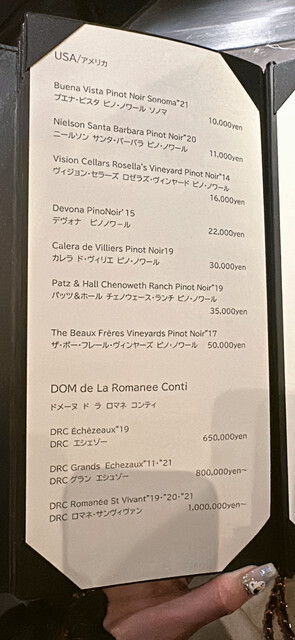 USA/アメリカ
Buena Vista Pinot Noir Sonoma"21
ブエナ・ビスタ ピノ・ノワール ソノマ
10,000yen
Nielson Santa Barbara Pinot Noir"20
ニールソン サンタ・バーバラ ピノ・ノワール
11,000yen
Vision Cellars Rosella's Vineyard Pinot Noir"14
ヴィジョン・セラーズ ロゼラズ・ヴィンヤード ピノ・ノワール
16,000yen
Devona PinoNoir' 15
デヴォナ ピノノワール
22,000yen
Calera de Villiers Pinot Noir19
カレラ ド・ヴィリエ ピノ・ノワール
30,000yen
Patz & Hall Chenoweth Ranch Pinot Noir"19
パッツ&ホール チェノウェース・ランチ ピノ・ノワール
35,000yen
The Beaux Frères Vineyards Pinot Noir"17
ザ・ボー・フレール・ヴィンヤーズ ピノ・ノワール 50,000yen
DOM de La Romanee Conti
ドメーヌ ド ラ ロマネ コンティ
DRC Echèzeaux"19
DRC エシェゾー 650,000yen
DRC Grands Echezaux"11・"21
DRC グラン エシェゾー 800,000yen~
DRC Romanée St Vivant"19・"20・"21
DRC ロマネ・サンヴィヴァン 1,000,000yen~